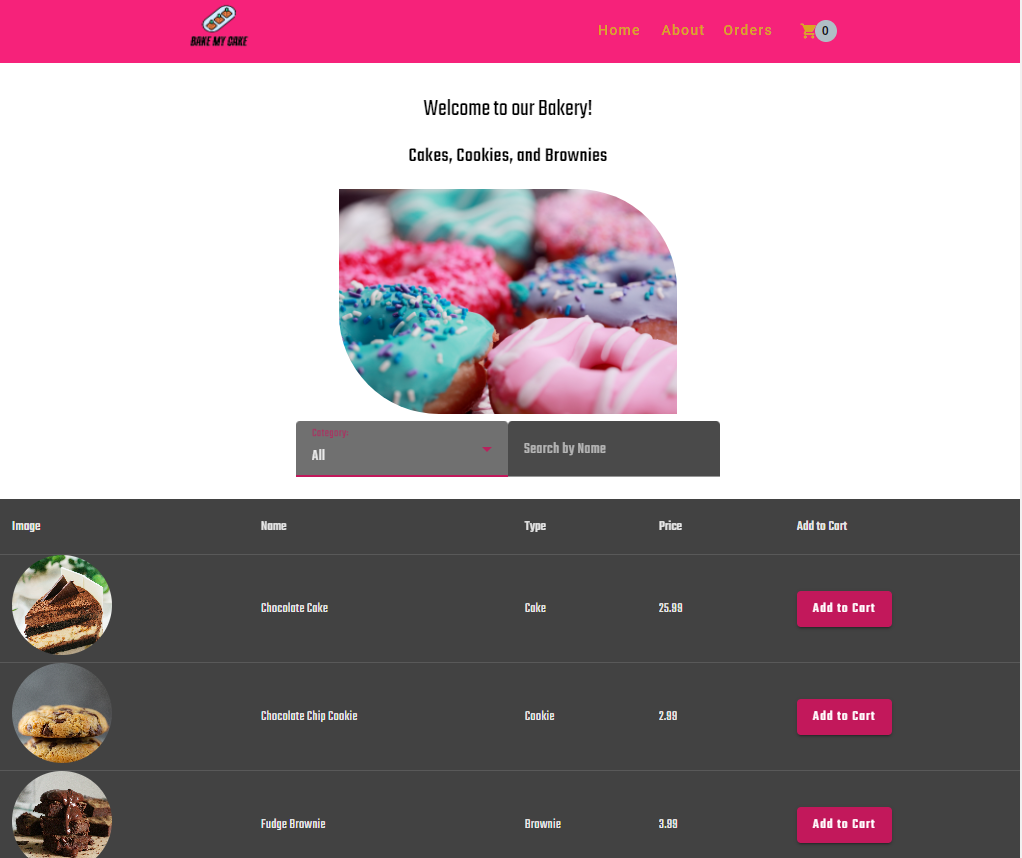 BAKE MY CAKE
Home About Orders 0
Welcome to our Bakery!
Cakes, Cookies, and Brownies
Category:
All
Search by Name
Image Name Type Price Add to Cart
Chocolate Cake Cake 25.99 Add to Cart
Chocolate Chip Cookie Cookie 2.99 Add to Cart
Fudge Brownie Brownie 3.99 Add to Cart